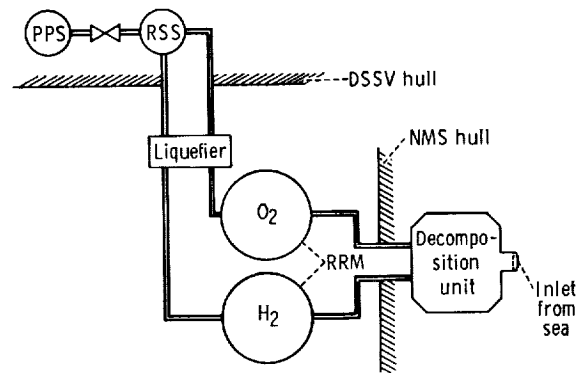 PPS
RSS
DSSV hull
NMS hull
Liquefier
O2
Decompo-
sition
unit
RRM
H2
Inlet
from
sea